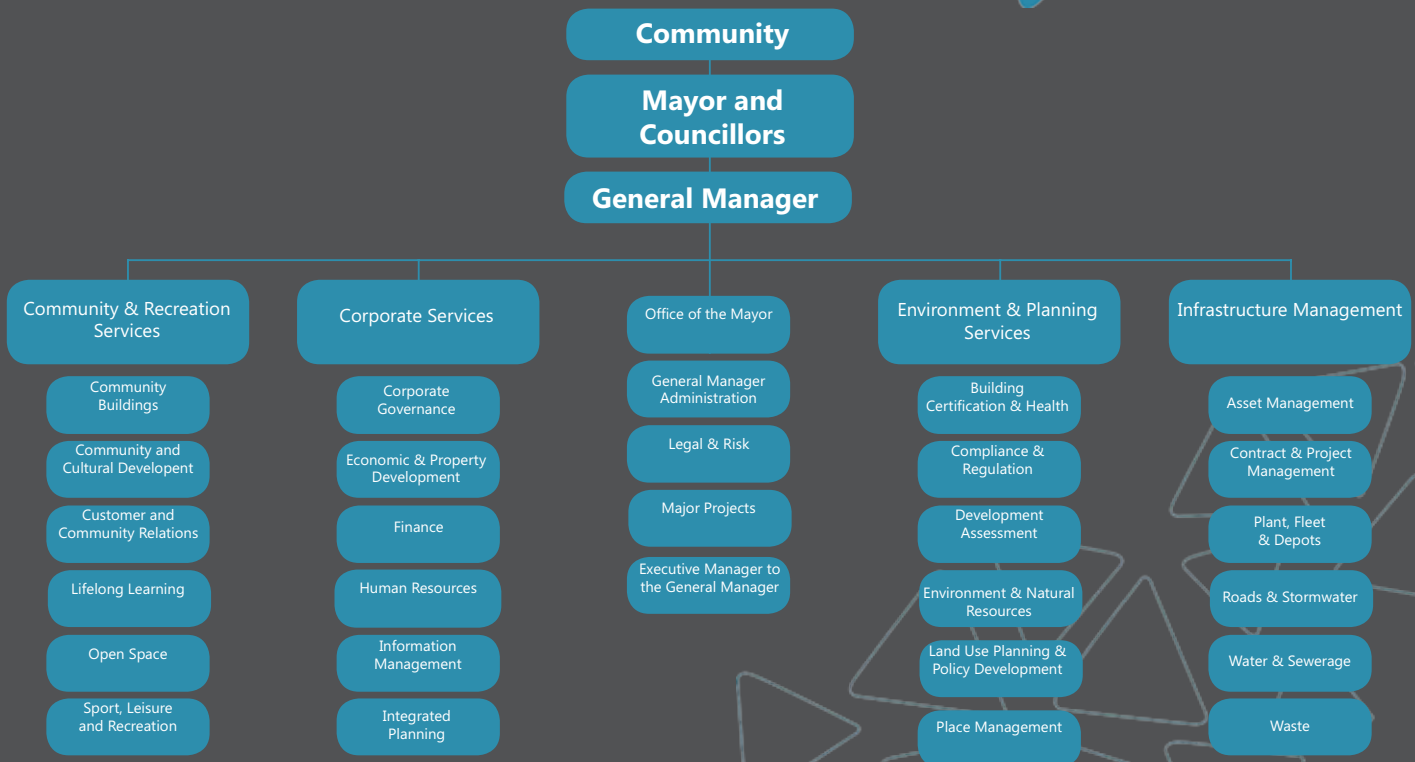 Community
Mayor and
Councillors
General Manager
Community & Recreation
Services
Community
Buildings
Community and
Cultural Developent
Customer and
Community Relations
Lifelong Learning
Open Space
Sport, Leisure
and Recreation
Corporate Services
Corporate
Governance
Economic & Property
Development
Finance
Human Resources
Information
Management
Integrated
Planning
Office of the Mayor
General Manager
Administration
Legal & Risk
Major Projects
Executive Manager to
the General Manager
Environment & Planning
Services
Building
Certification & Health
Compliance &
Regulation
Development
Assessment
Environment & Natural
Resources
Land Use Planning &
Policy Development
Place Management
Infrastructure Management
Asset Management
Contract & Project
Management
Plant, Fleet
& Depots
Roads & Stormwater
Water & Sewerage
Waste